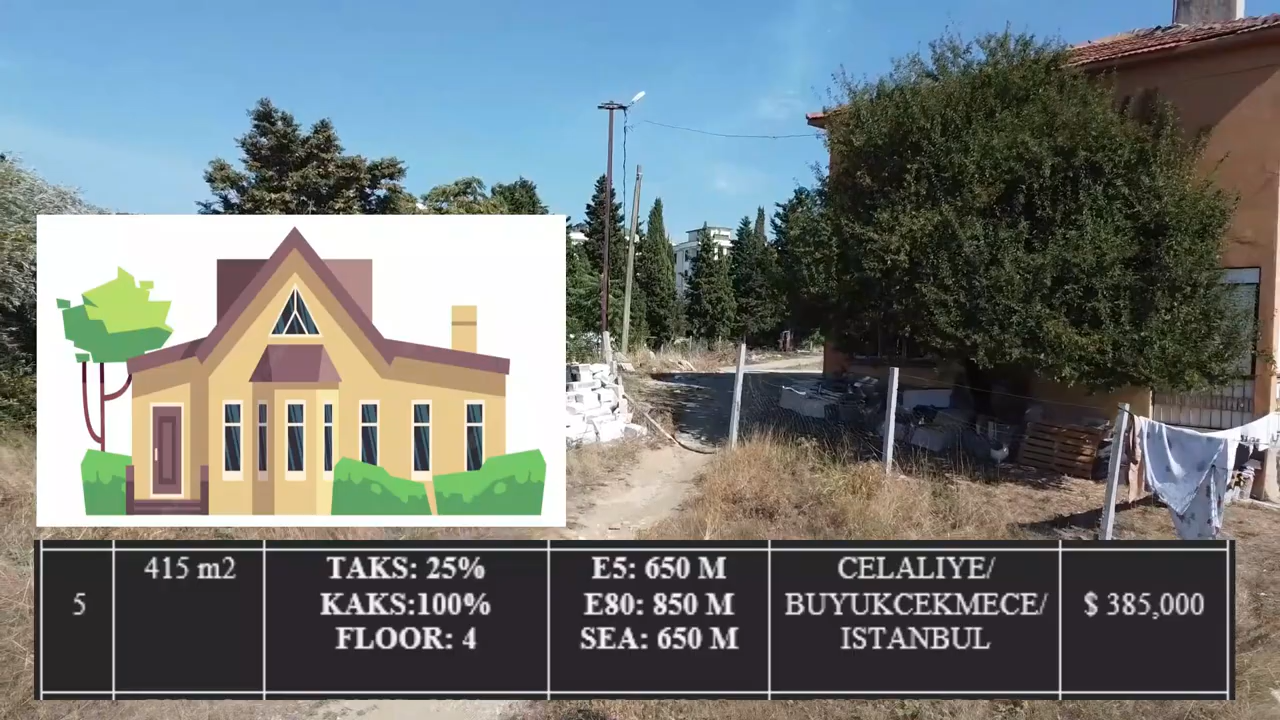 5
415 m2
TAKS: 25%
KAKS:100%
FLOOR: 4
E5: 650 M
E80: 850 M
SEA: 650 M
CELALIYE/
BUYUKCEKMECE/
ISTANBUL
$ 385,000